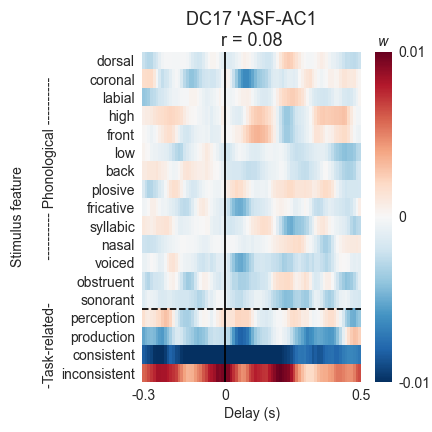 DC17 'ASF-AC1
r = 0.08
w
dorsal
coronal
labial
high
front
low
back
plosive
fricative
syllabic
nasal
voiced
obstruent
sonorant
perception
production
consistent
inconsistent
Stimulus feature
-Task-related- ----------- Phonological -----------
0.01
0
-0.01
-0.3 0 0.5
Delay (s)